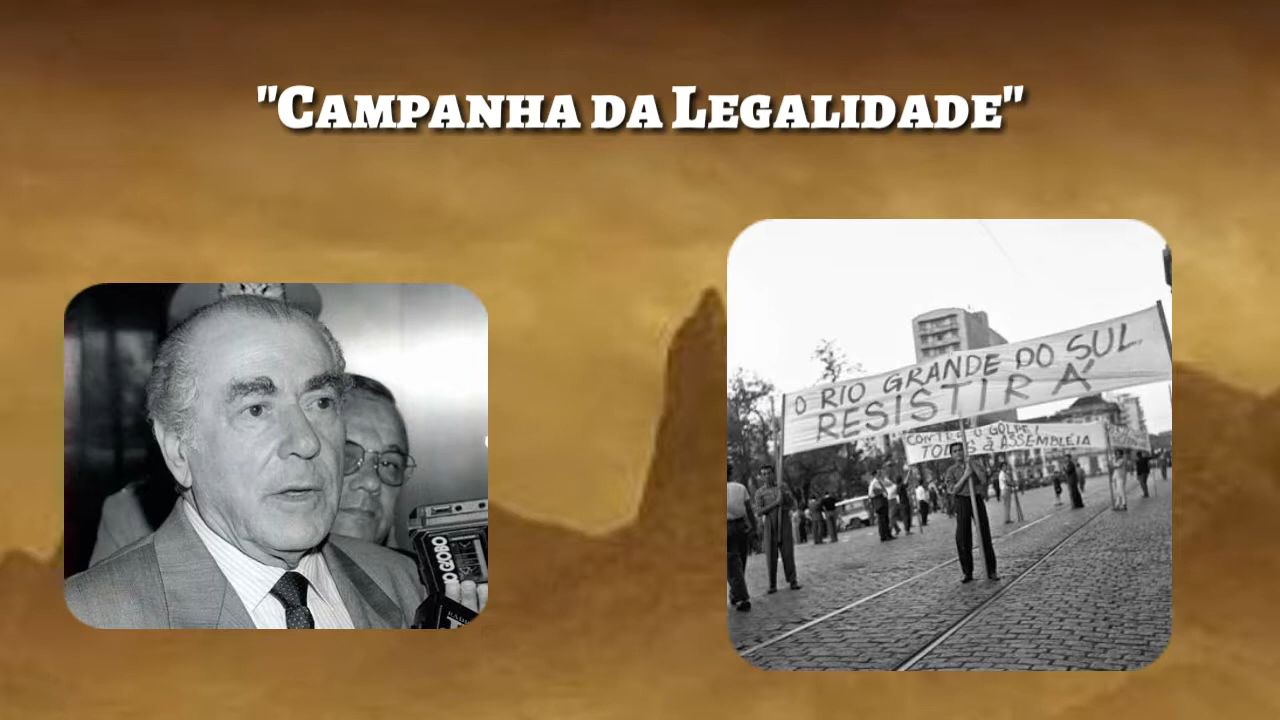 "Campanha da Legalidade"
O RIO GRANDE DO SUL
RESISTIRÁ
CONTRA O GOLPE!
TODOS à ASSEMBLÉIA
O GLOBO